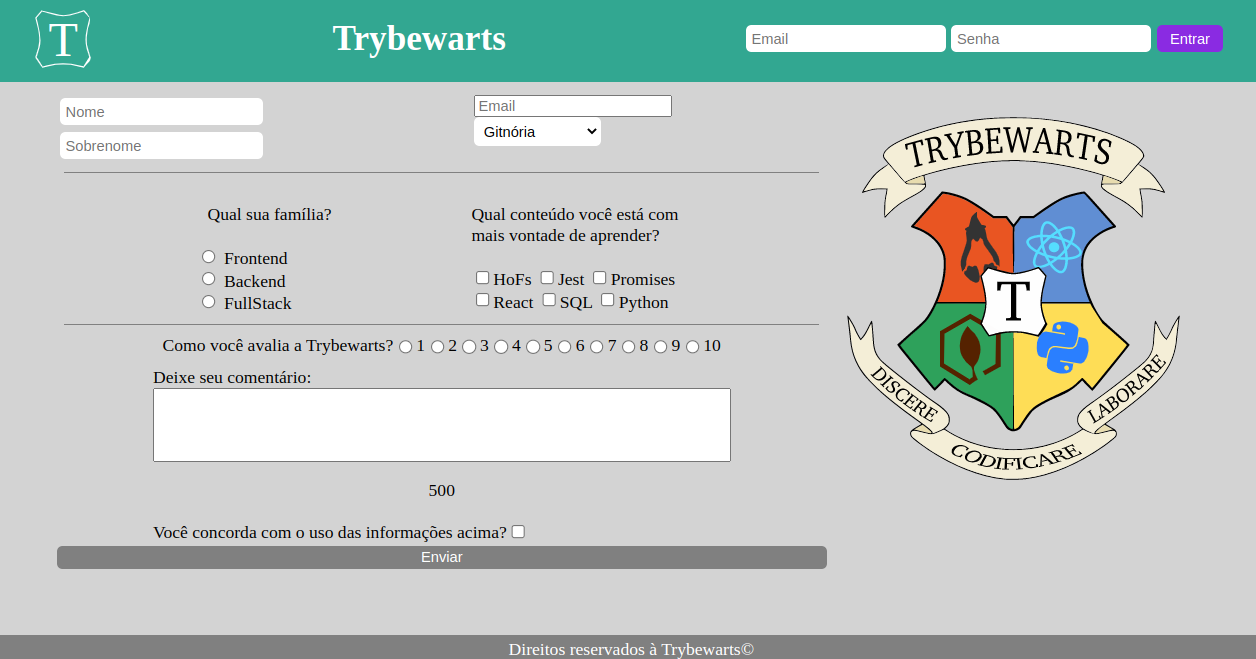 T
Trybewarts
Email
Senha
Entrar
Nome
Sobrenome
Email
Gitnória
Qual sua família?
Frontend
Backend
FullStack
Qual conteúdo você está com
mais vontade de aprender?
HoFs Jest Promises
React SQL Python
Como você avalia a Trybewarts? 1 2 3 4 5 6 7 8 9 10
Deixe seu comentário:
500
Você concorda com o uso das informações acima?
Enviar
TRYBEWARTS
T
DISCERE
CODIFICARE
LABORARE
Direitos reservados à Trybewarts©